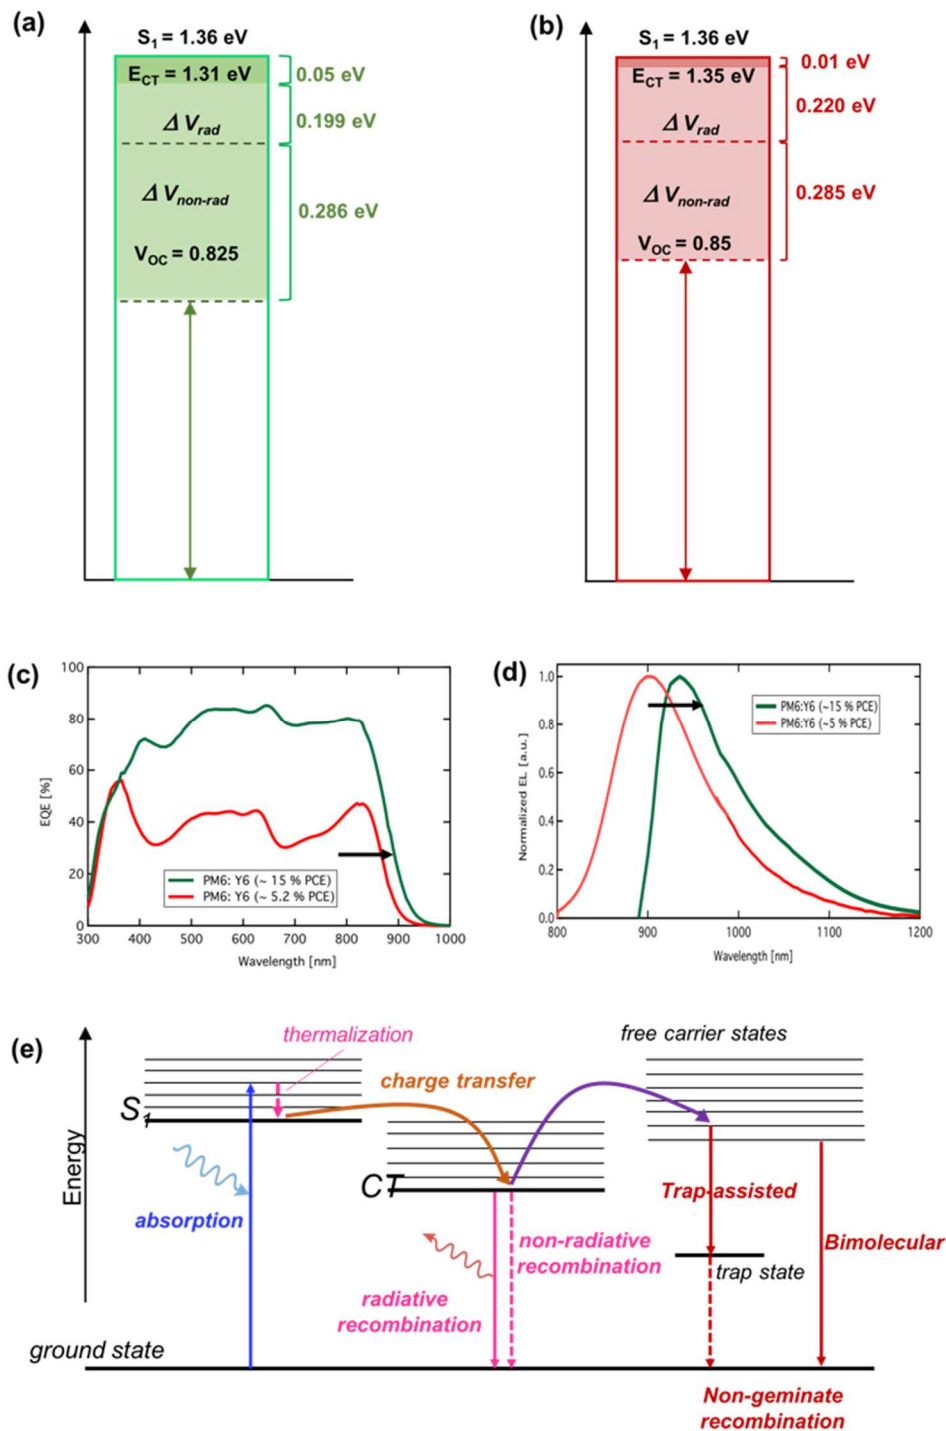 (a)
S1 = 1.36 eV
ECT = 1.31 eV
0.05 eV
Δ Vrad
0.199 eV
Δ Vnon-rad
0.286 eV
VOC = 0.825
(b)
S1 = 1.36 eV
0.01 eV
ECT = 1.35 eV
Δ Vrad
0.220 eV
Δ Vnon-rad
0.285 eV
VOC = 0.85
(c)
100
80
60
40
20
0
EQE [%]
PM6: Y6 (~ 15 % PCE)
PM6: Y6 (~ 5.2 % PCE)
300 400 500 600 700 800 900 1000
Wavelength [nm]
(d)
1.0
0.8
0.6
0.4
0.2
0.0
Normalized EL [a.u.]
PM6:Y6 (~15 % PCE)
PM6:Y6 (~5 % PCE)
800 900 1000 1100 1200
Wavelength [nm]
(e)
Energy
thermalization
free carrier states
charge transfer
S1
CT
absorption
Trap-assisted
non-radiative
recombination
Bimolecular
trap state
radiative
recombination
ground state
Non-geminate
recombination